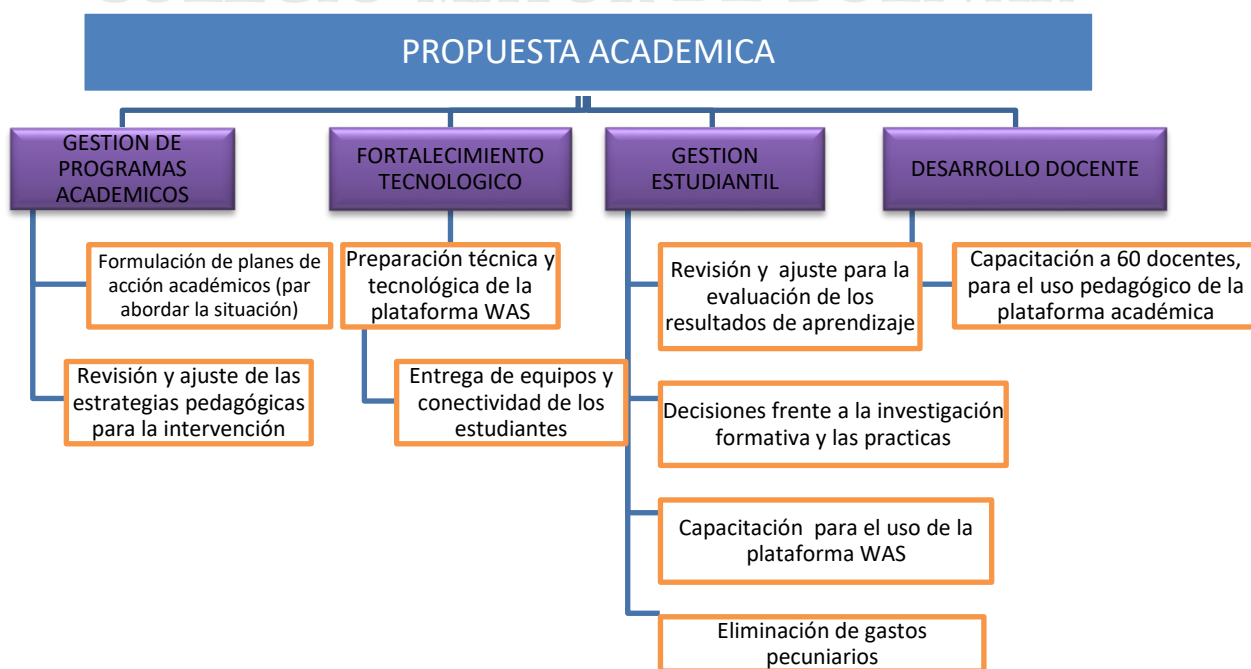 PROPUESTA ACADEMICA
GESTION DE
PROGRAMAS
ACADEMICOS
Formulación de planes de
acción académicos (par
abordar la situación)
Revisión y ajuste de las
estrategias pedagógicas
para la intervención
FORTALECIMIENTO
TECNOLOGICO
Preparación técnica y
tecnológica de la
plataforma WAS
Entrega de equipos y
conectividad de los
estudiantes
GESTION
ESTUDIANTIL
Revisión y ajuste para la
evaluación de los
resultados de aprendizaje
Decisiones frente a la investigación
formativa y las practicas
Capacitación para el uso de la
plataforma WAS
Eliminación de gastos
pecuniarios
DESARROLLO DOCENTE
Capacitación a 60 docentes,
para el uso pedagógico de la
plataforma académica